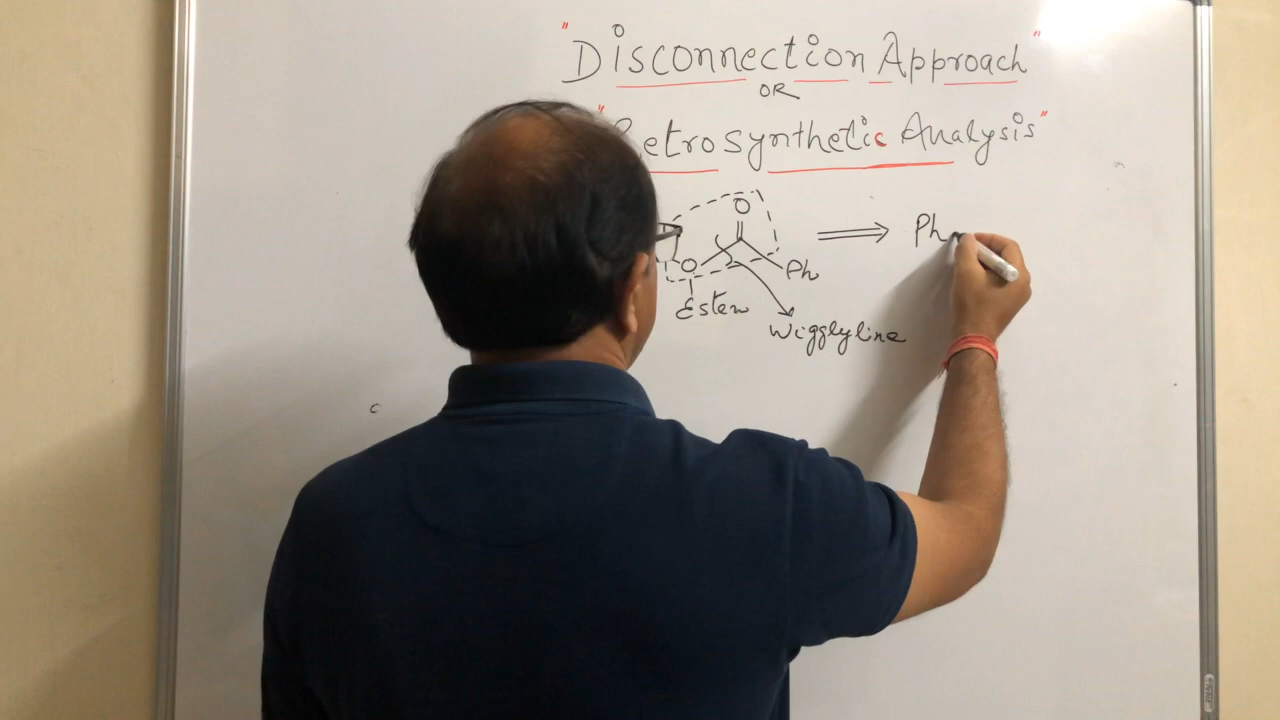 "Disconnection Approach"
OR
"Retrosynthetic Analysis"
O
O
Ph
Ph
Ester
Wigglyline